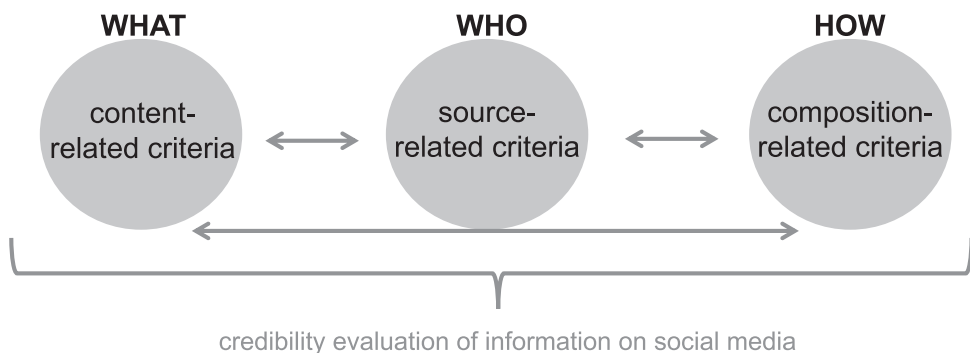 WHAT
content-
related criteria
WHO
source-
related criteria
HOW
composition-
related criteria
credibility evaluation of information on social media